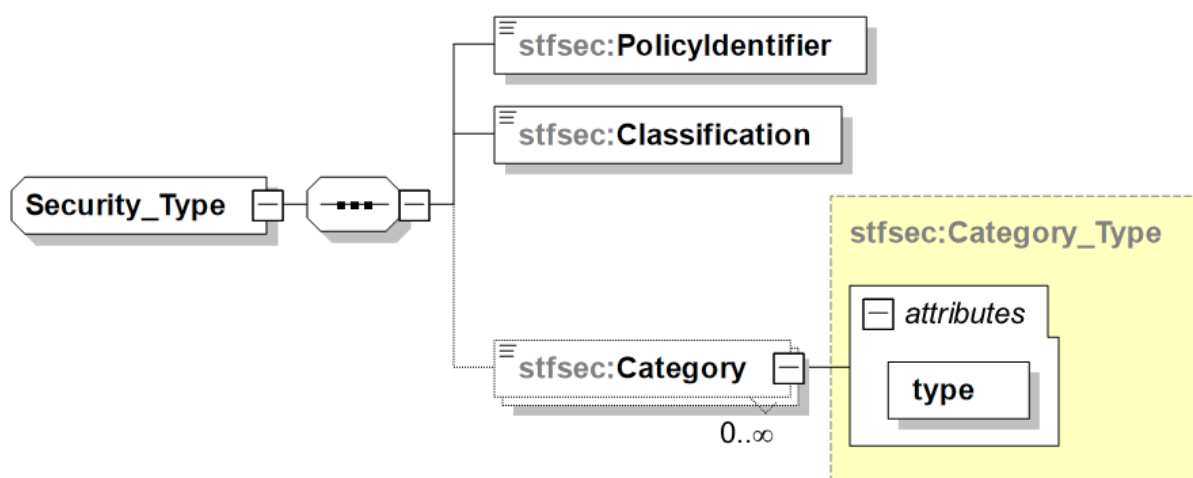 stfsec:PolicyIdentifier
stfsec:Classification
Security_Type
stfsec:Category_Type
attributes
stfsec:Category
type
0..∞